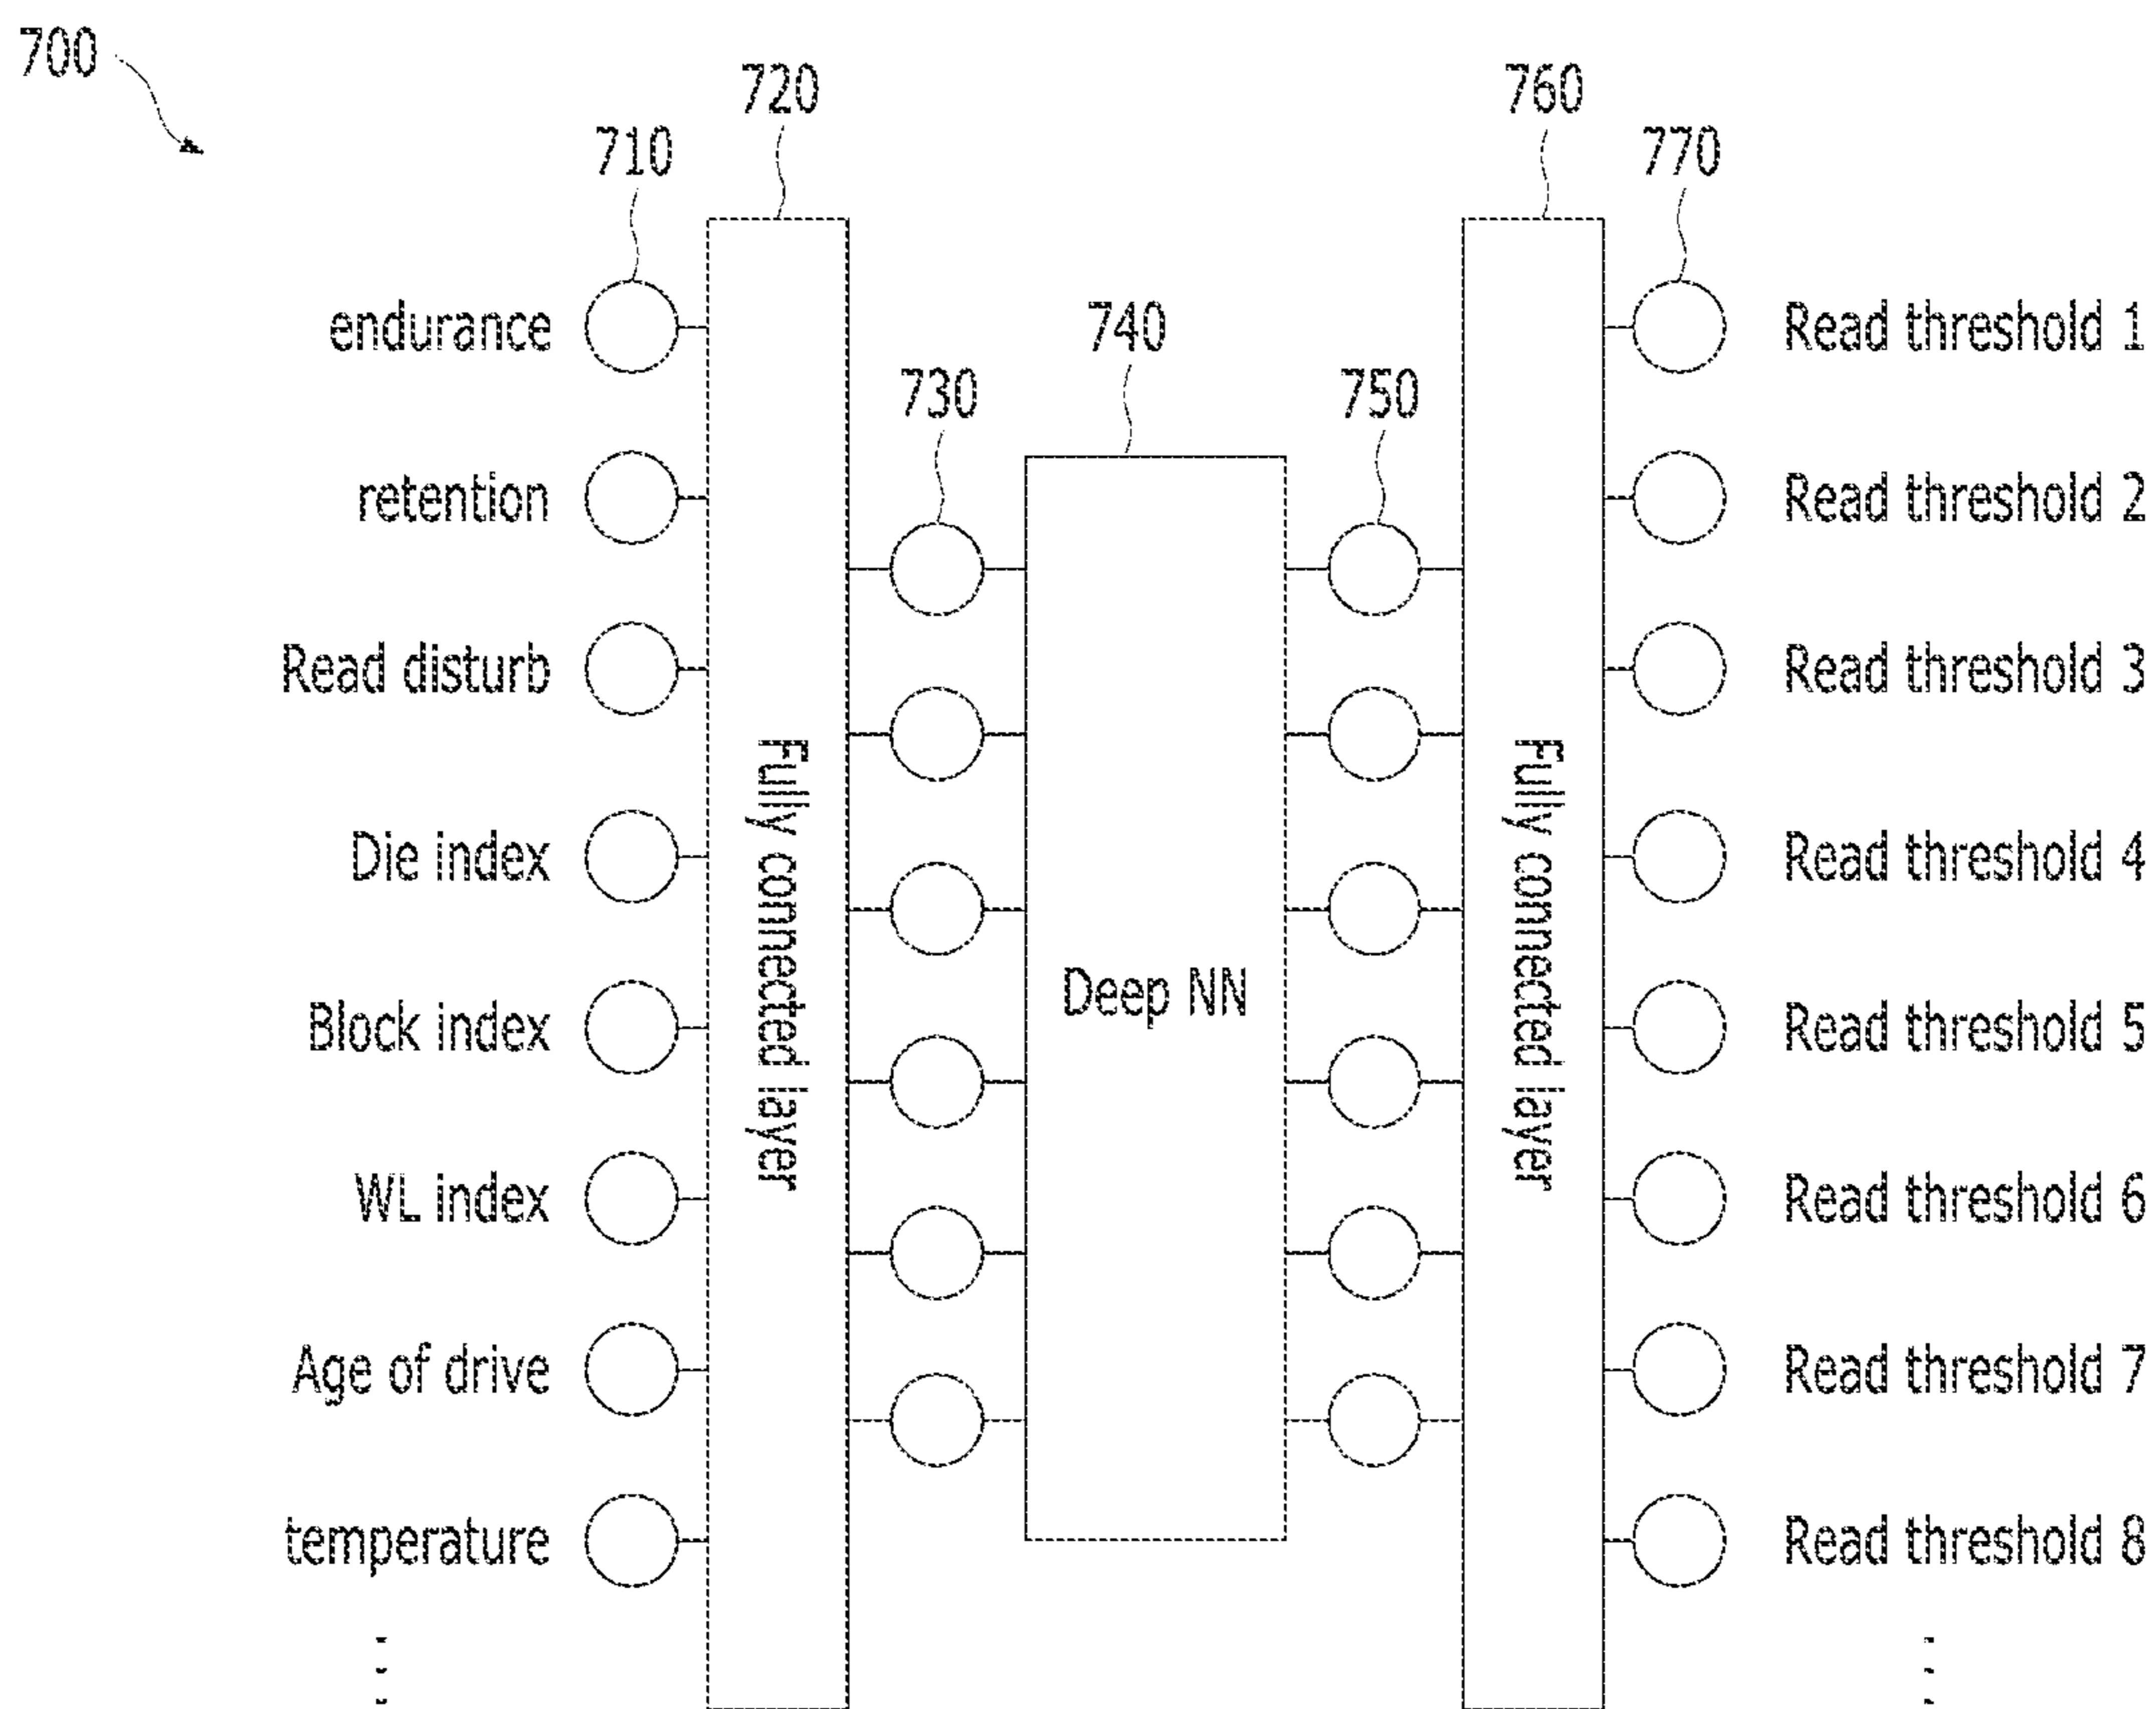 700
720
760
710
770
endurance
Read threshold 1
740
730
750
retention
Read threshold 2
Read disturb
Read threshold 3
Fully connected layer
Fully connected layer
Die index
Read threshold 4
Deep NN
Block index
Read threshold 5
WL index
Read threshold 6
Age of drive
Read threshold 7
temperature
Read threshold 8